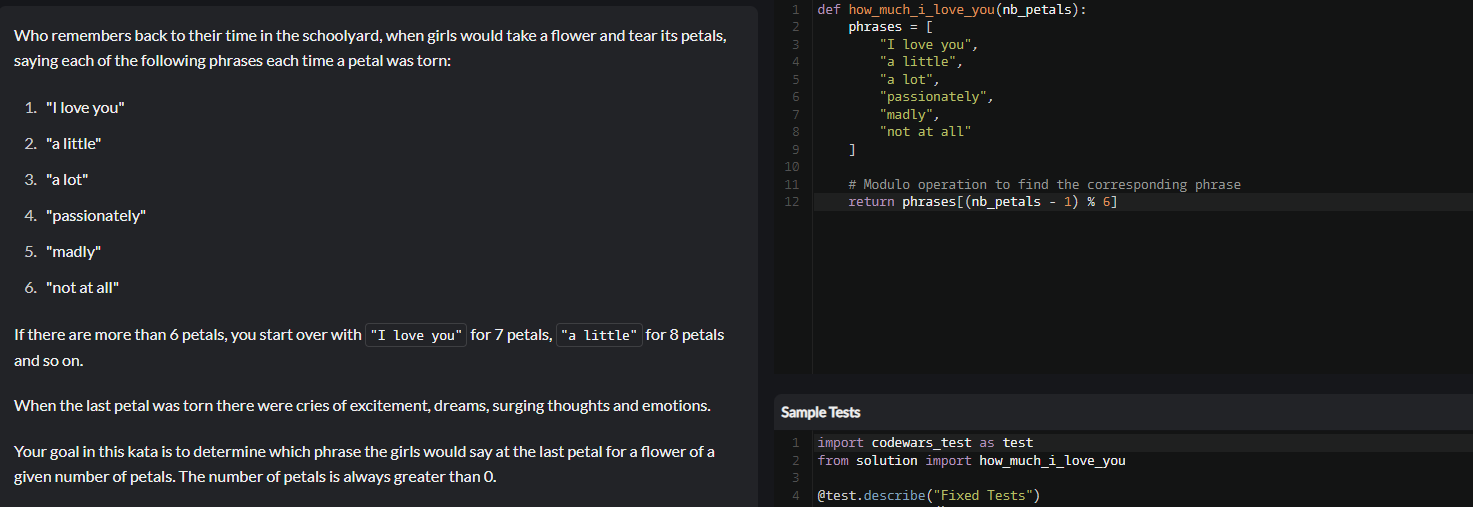 Who remembers back to their time in the schoolyard, when girls would take a flower and tear its petals,
saying each of the following phrases each time a petal was torn:
1. "I love you"
2. "a little"
3. "a lot"
4. "passionately"
5. "madly"
6. "not at all"
If there are more than 6 petals, you start over with "I love you" for 7 petals, "a little" for 8 petals
and so on.
When the last petal was torn there were cries of excitement, dreams, surging thoughts and emotions.
Your goal in this kata is to determine which phrase the girls would say at the last petal for a flower of a
given number of petals. The number of petals is always greater than 0.
1 def how_much_i_love_you(nb_petals):
2     phrases = [
3         "I love you",
4         "a little",
5         "a lot",
6         "passionately",
7         "madly",
8         "not at all"
9     ]
10
11     # Modulo operation to find the corresponding phrase
12     return phrases[(nb_petals - 1) % 6]
Sample Tests
1 import codewars_test as test
2 from solution import how_much_i_love_you
3
4 @test.describe("Fixed Tests")